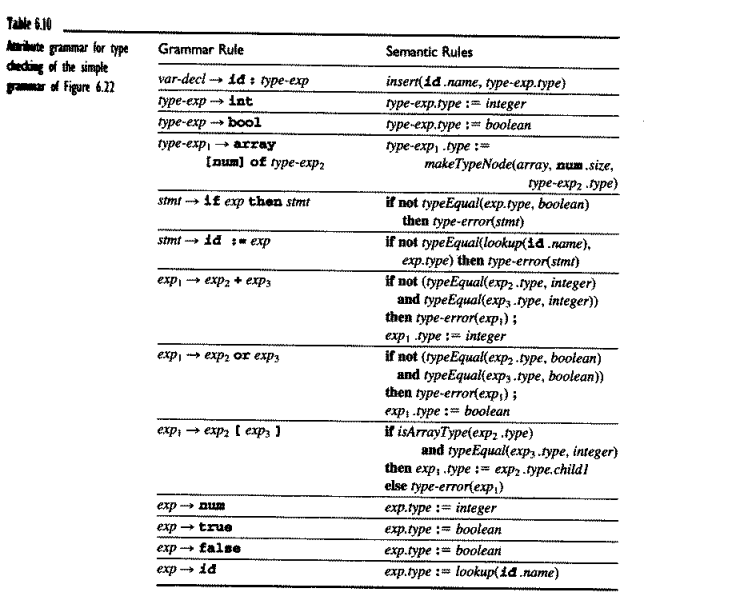 Table 6.10
Attribute grammar for type
checking of the simple
grammar of Figure 6.22
Grammar Rule Semantic Rules
var-decl → id : type-exp insert(id .name, type-exp.type)
type-exp → int type-exp.type := integer
type-exp → bool type-exp.type := boolean
type-exp₁ → array type-exp₁ .type :=
[num] of type-exp₂ makeTypeNode(array, num .size,
type-exp₂ .type)
stmt → if exp then stmt if not typeEqual(exp.type, boolean)
then type-error(stmt)
stmt → id := exp if not typeEqual(lookup(id .name),
exp.type) then type-error(stmt)
exp₁ → exp₂ + exp₃ if not (typeEqual(exp₂ .type, integer)
and typeEqual(exp₃ .type, integer))
then type-error(exp₁) ;
exp₁ .type := integer
exp₁ → exp₂ or exp₃ if not (typeEqual(exp₂ .type, boolean)
and typeEqual(exp₃ .type, boolean))
then type-error(exp₁) ;
exp₁ .type := boolean
exp₁ → exp₂ [ exp₃ ] if isArrayType(exp₂ .type)
and typeEqual(exp₃ .type, integer)
then exp₁ .type := exp₂ .type.child1
else type-error(exp₁)
exp → num exp.type := integer
exp → true exp.type := boolean
exp → false exp.type := boolean
exp → id exp.type := lookup(id .name)